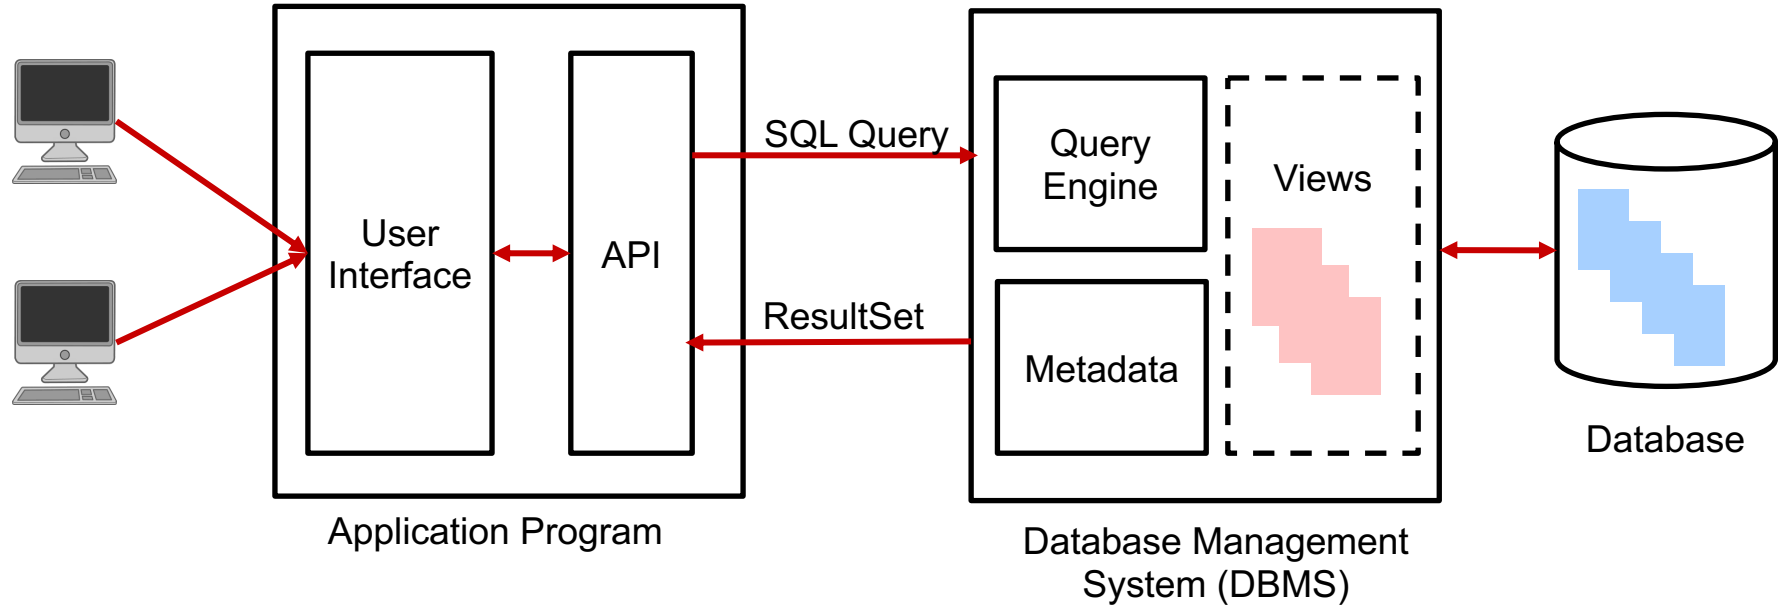 User
Interface
API
Application Program
SQL Query
ResultSet
Query
Engine
Metadata
Views
Database Management
System (DBMS)
Database